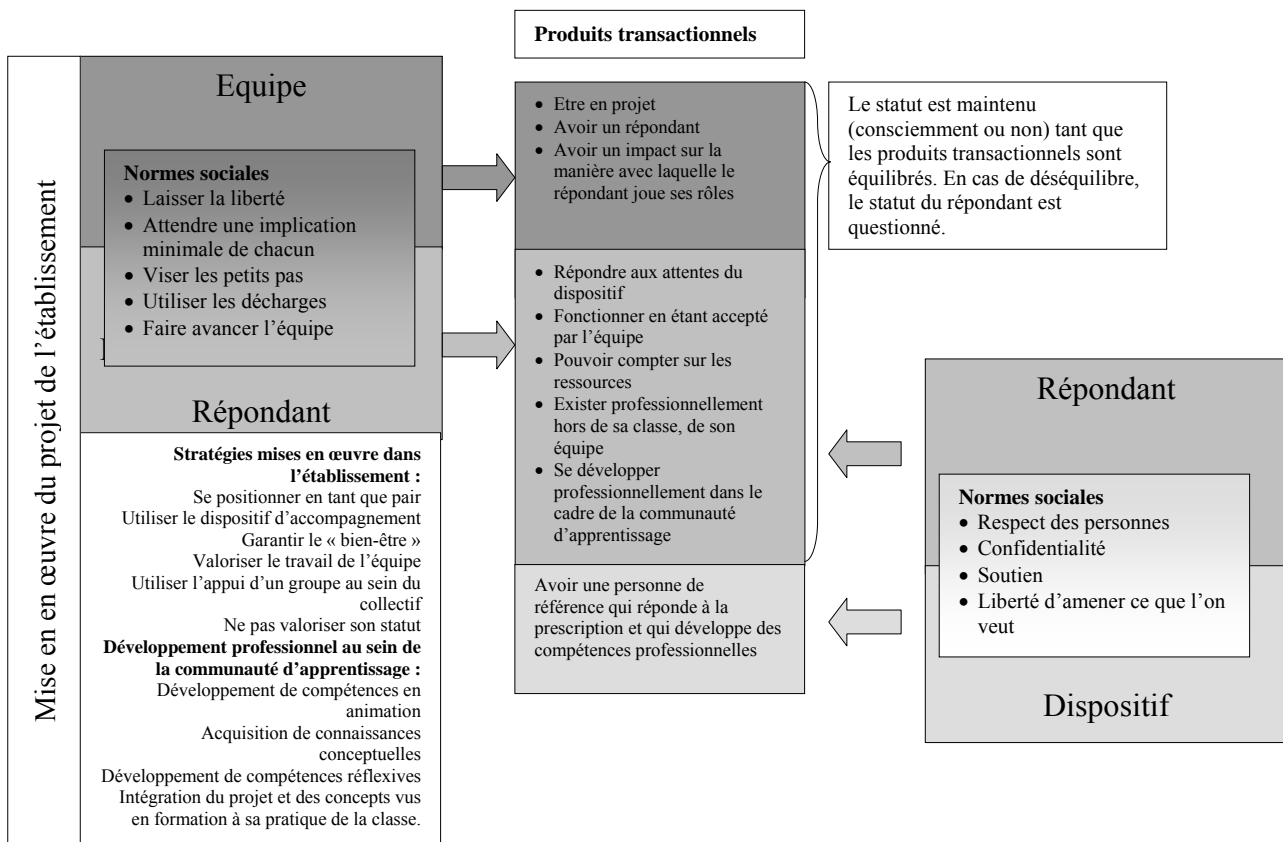 Mise en œuvre du projet de l'établissement
Equipe
Normes sociales
• Laisser la liberté
• Attendre une implication
minimale de chacun
• Viser les petits pas
• Utiliser les décharges
• Faire avancer l'équipe
Répondant
Stratégies mises en œuvre dans
l'établissement :
Se positionner en tant que pair
Utiliser le dispositif d'accompagnement
Garantir le « bien-être »
Valoriser le travail de l'équipe
Utiliser l'appui d'un groupe au sein du
collectif
Ne pas valoriser son statut
Développement professionnel au sein de
la communauté d'apprentissage :
Développement de compétences en
animation
Acquisition de connaissances
conceptuelles
Développement de compétences réflexives
Intégration du projet et des concepts vus
en formation à sa pratique de la classe.
Produits transactionnels
• Etre en projet
• Avoir un répondant
• Avoir un impact sur la
manière avec laquelle le
répondant joue ses rôles
• Répondre aux attentes du
dispositif
• Fonctionner en étant accepté
par l'équipe
• Pouvoir compter sur les
ressources
• Exister professionnellement
hors de sa classe, de son
équipe
• Se développer
professionnellement dans le
cadre de la communauté
d'apprentissage
Avoir une personne de
référence qui réponde à la
prescription et qui développe des
compétences professionnelles
Le statut est maintenu
(consciemment ou non) tant que
les produits transactionnels sont
équilibrés. En cas de déséquilibre,
le statut du répondant est
questionné.
Répondant
Normes sociales
• Respect des personnes
• Confidentialité
• Soutien
• Liberté d'amener ce que l'on
veut
Dispositif